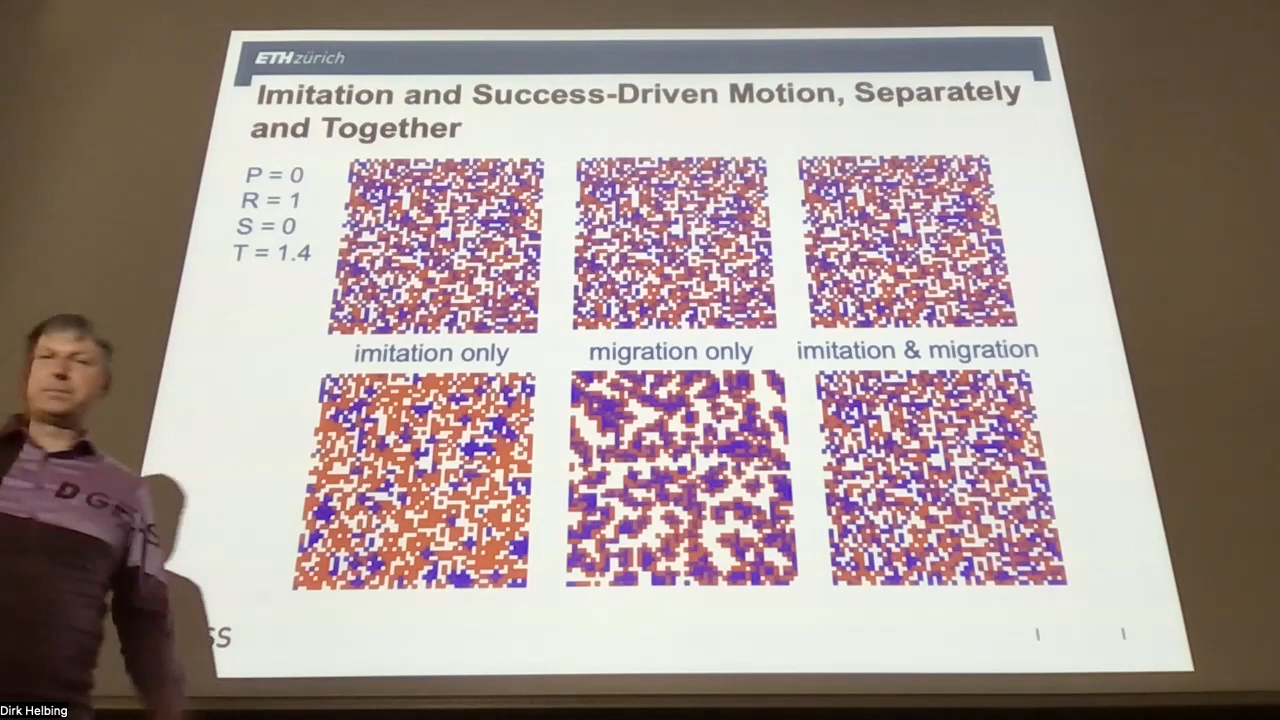 ETH zürich
Imitation and Success-Driven Motion, Separately
and Together
P = 0
R = 1
S = 0
T = 1.4
imitation only
migration only
imitation & migration
SS
Dirk Helbing